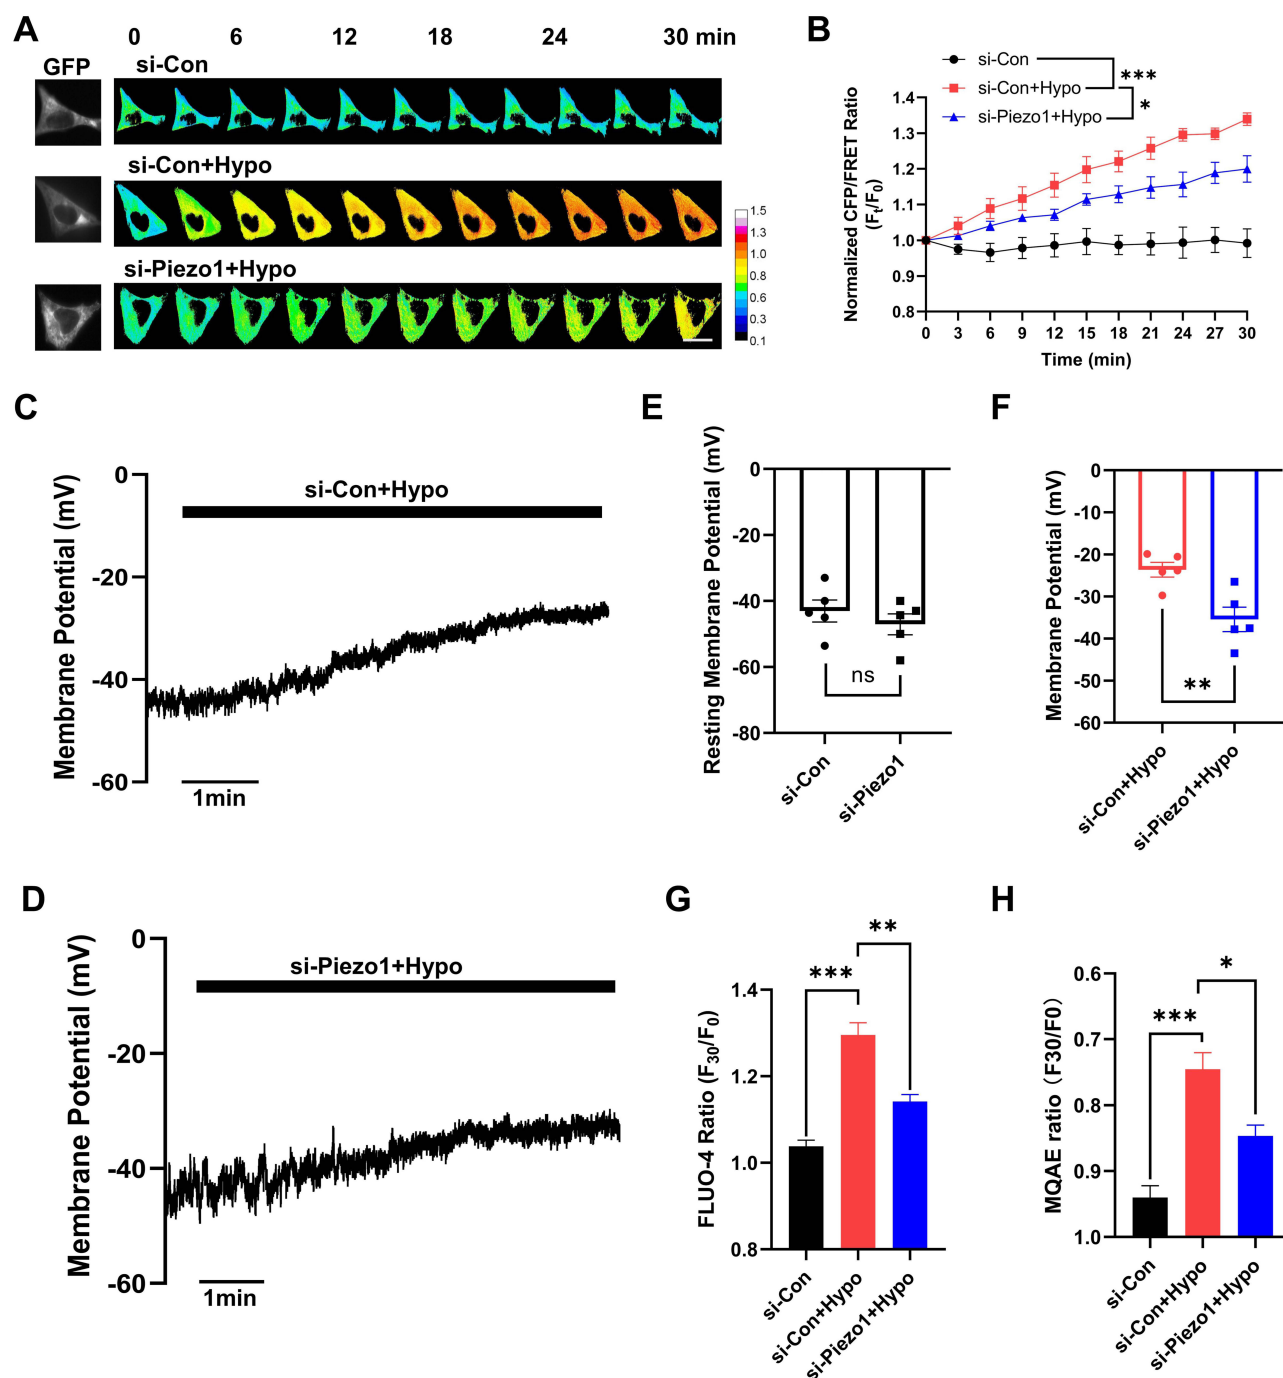 A
0 6 12 18 24 30 min
GFP
si-Con
si-Con+Hypo
si-Piezo1+Hypo
1.5
1.3
1.0
0.8
0.6
0.3
0.1
B
si-Con
si-Con+Hypo
si-Piezo1+Hypo
***
*
Normalized CFP/FRET Ratio
(Ft/F0)
1.4
1.3
1.2
1.1
1.0
0.9
0.8
0 3 6 9 12 15 18 21 24 27 30
Time (min)
C
Membrane Potential (mV)
0
-20
-40
-60
si-Con+Hypo
1min
E
Resting Membrane Potential (mV)
0
-20
-40
-60
-80
ns
si-Con
si-Piezo1
F
Membrane Potential (mV)
0
-10
-20
-30
-40
-50
-60
**
si-Con+Hypo
si-Piezo1+Hypo
D
Membrane Potential (mV)
0
-20
-40
-60
si-Piezo1+Hypo
1min
G
FLUO-4 Ratio (F30/F0)
1.4
1.2
1.0
0.8
***
**
si-Con
si-Con+Hypo
si-Piezo1+Hypo
H
MQAE ratio（F30/F0）
0.6
0.7
0.8
0.9
1.0
***
*
si-Con
si-Con+Hypo
si-Piezo1+Hypo